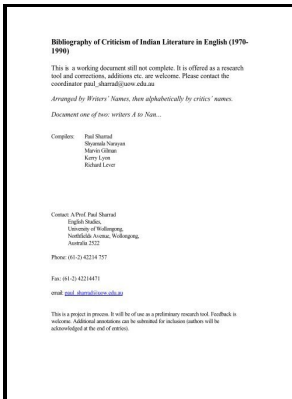 Bibliography of Criticism of Indian Literature in English (1970-
1990)
This is a working document still not complete. It is offered as a research
tool and corrections, additions etc. are welcome. Please contact the
coordinator paul_sharrad@uow.edu.au
Arranged by Writers' Names, then alphabetically by critics' names.
Document one of two: writers A to Nan...
Compilers: Paul Sharrad
Shyamala Narayan
Marvin Gilman
Kerry Lyon
Richard Lever
Contact: A/Prof. Paul Sharrad
English Studies,
University of Wollongong,
Northfields Avenue, Wollongong,
Australia 2522
Phone: (61-2) 42214 757
Fax: (61-2) 42214471
email: paul_sharrad@uow.edu.au
This is a project in process. It will be of use as a preliminary research tool. Feedback is
welcome. Additional annotations can be submitted for inclusion (authors will be
acknowledged at the end of entries).